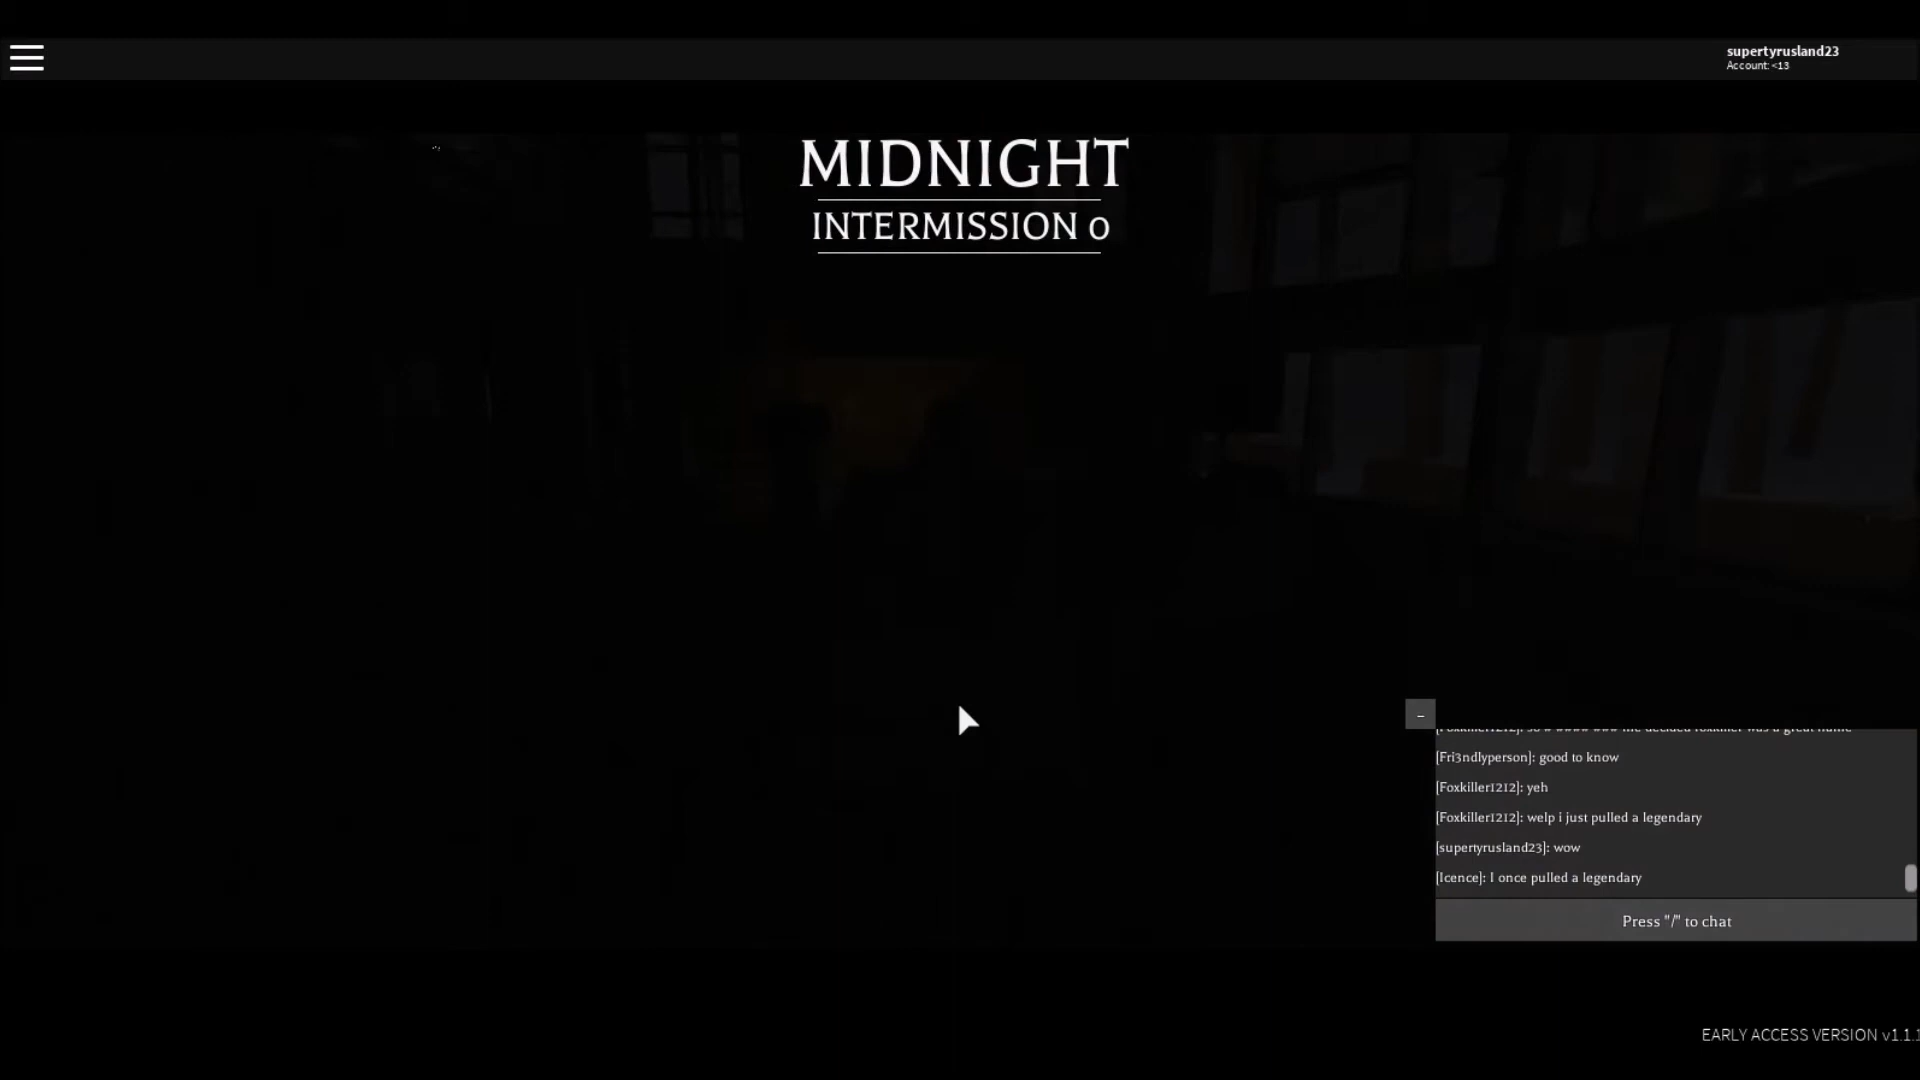 supertyrusland23
Account: <13
MIDNIGHT
INTERMISSION 0
-
[Fri3ndlyperson]: good to know
[Foxkiller1212]: yeh
[Foxkiller1212]: welp i just pulled a legendary
[supertyrusland23]: wow
[Icence]: I once pulled a legendary
Press "/" to chat
EARLY ACCESS VERSION v1.1.1